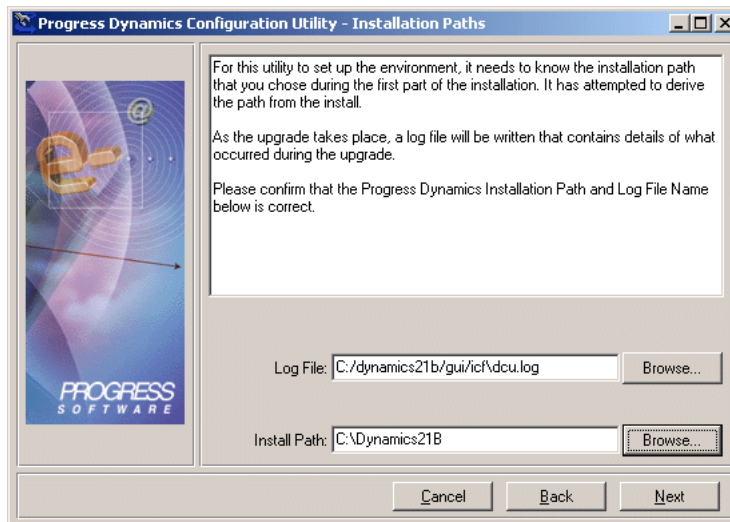 Progress Dynamics Configuration Utility - Installation Paths
For this utility to set up the environment, it needs to know the installation path
that you chose during the first part of the installation. It has attempted to derive
the path from the install.
As the upgrade takes place, a log file will be written that contains details of what
occurred during the upgrade.
Please confirm that the Progress Dynamics Installation Path and Log File Name
below is correct.
@
e-
PROGRESS
SOFTWARE
Log File: C:/dynamics21b/gui/icf\dcu.log Browse...
Install Path: C:\Dynamics21B Browse...
Cancel Back Next